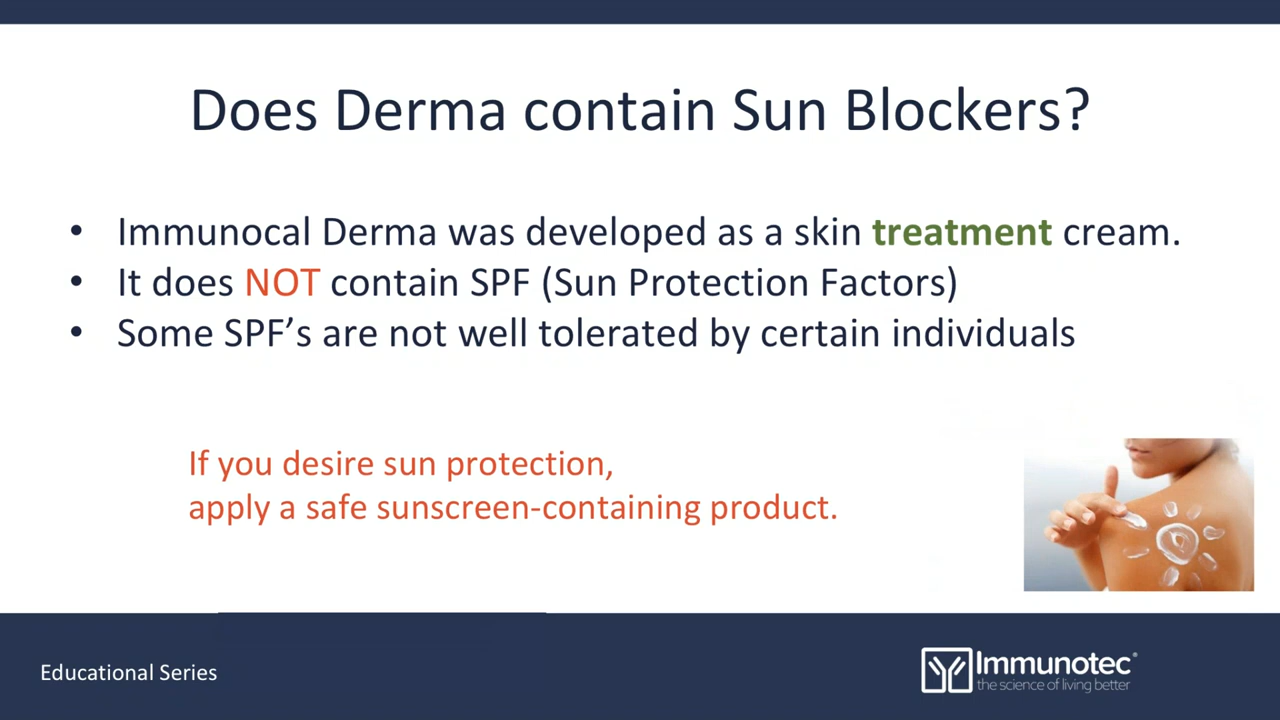 Does Derma contain Sun Blockers?
• Immunocal Derma was developed as a skin treatment cream.
• It does NOT contain SPF (Sun Protection Factors)
• Some SPF’s are not well tolerated by certain individuals
If you desire sun protection,
apply a safe sunscreen-containing product.
Educational Series
Immunotec®
the science of living better